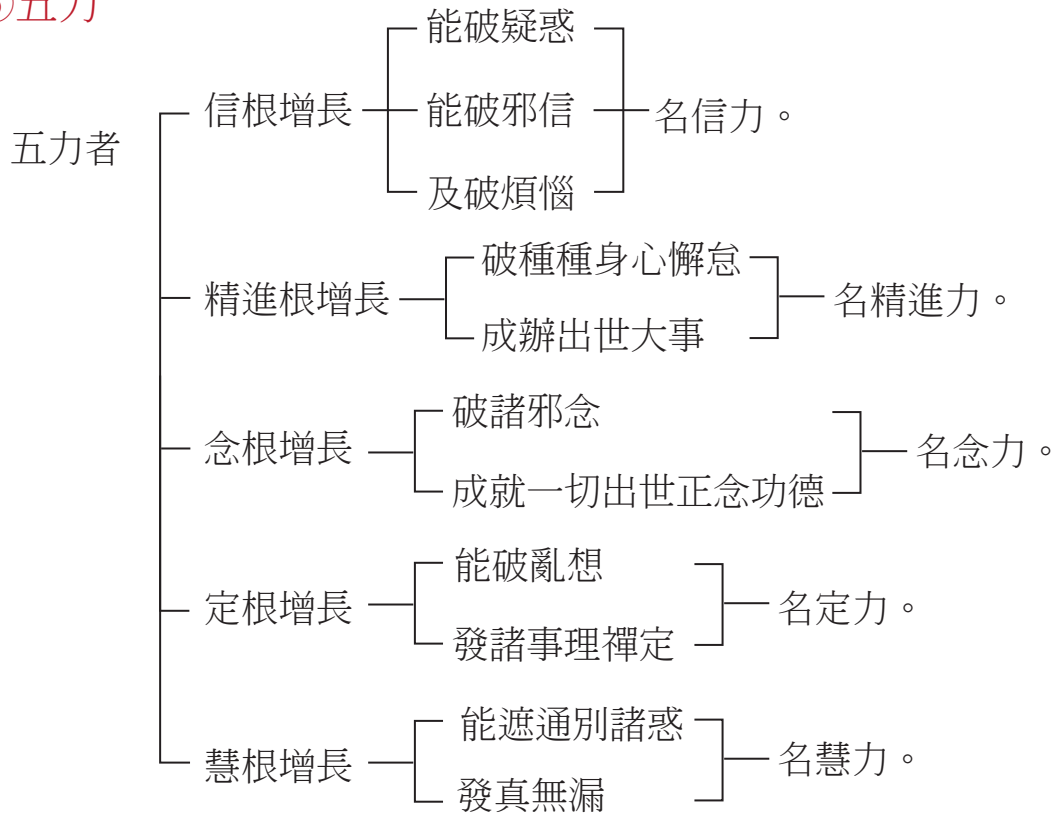 五力
五力者
信根增長
能破疑惑
能破邪信
及破煩惱
名信力。
精進根增長
破種種身心懈怠
成辦出世大事
名精進力。
念根增長
破諸邪念
成就一切出世正念功德
名念力。
定根增長
能破亂想
發諸事理禪定
名定力。
慧根增長
能遮通別諸惑
發真無漏
名慧力。